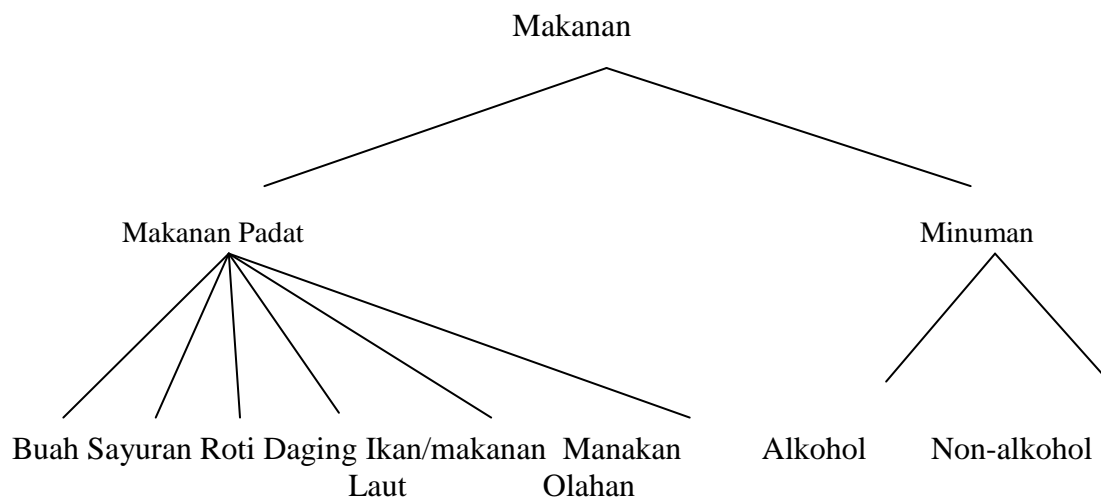 Makanan
Makanan Padat Minuman
Buah Sayuran Roti Daging Ikan/makanan Manakan Alkohol Non-alkohol
Laut Olahan